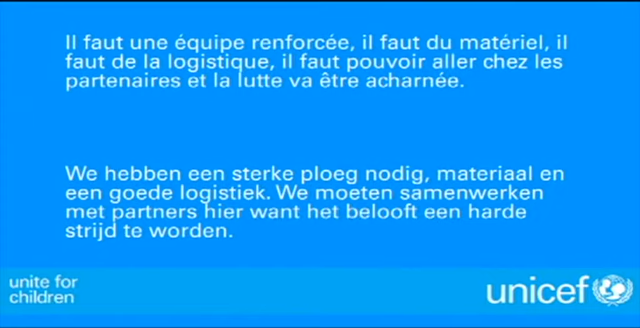 Il faut une équipe renforcée, il faut du matériel, il
faut de la logistique, il faut pouvoir aller chez les
partenaires et la lutte va être acharnée.
We hebben een sterke ploeg nodig, materiaal en
een goede logistiek. We moeten samenwerken
met partners hier want het belooft een harde
strijd te worden.
unite for
children
unicef